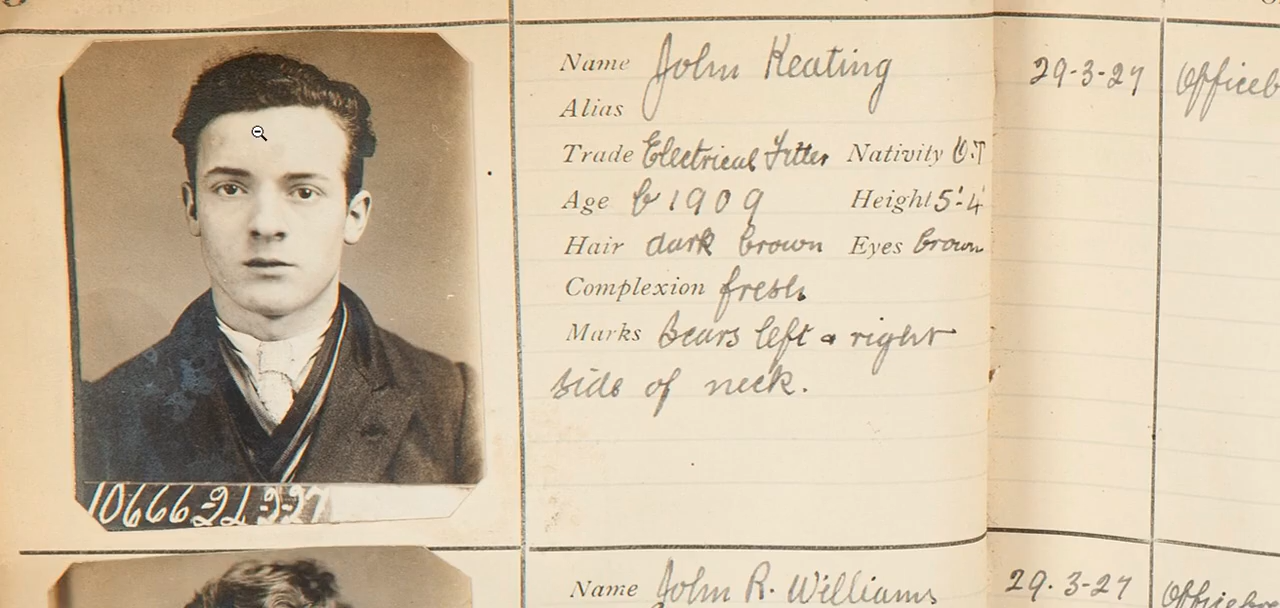 Name John Keating
29-3-27
Alias
Trade Electrical Fitter Nativity
Age b 1909 Height 5'-4
Hair dark brown Eyes brown
Complexion fresh
Marks Scars left & right
side of neck.
10666
Name John R. Williams
29.3-27